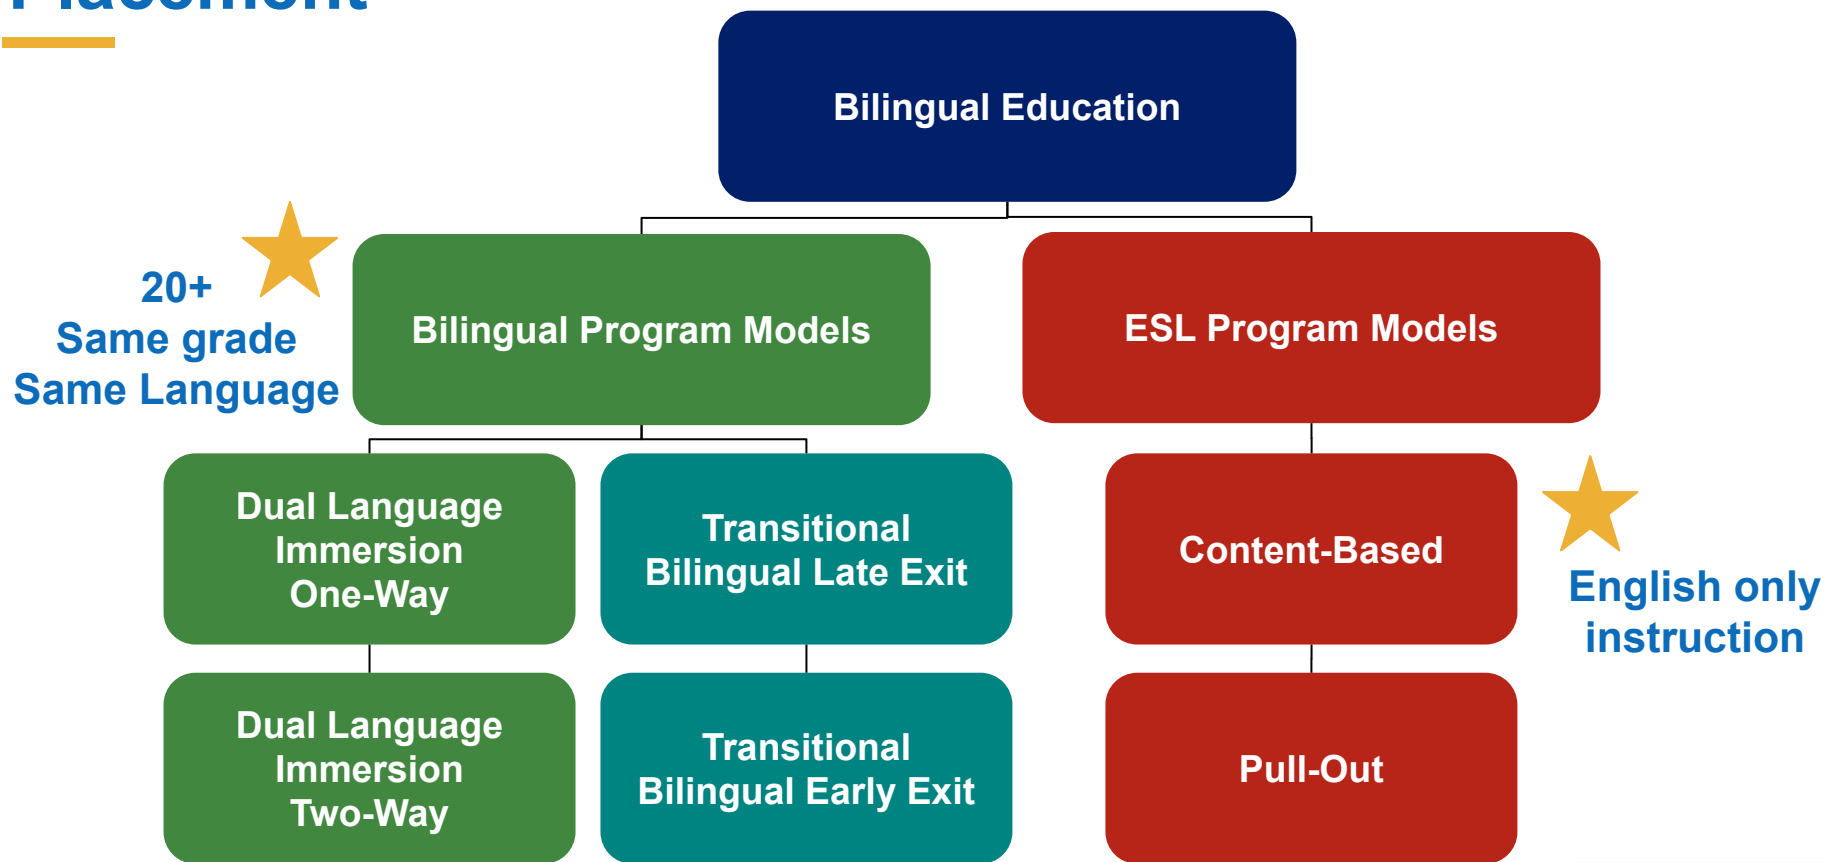 Placement
Bilingual Education
20+
Same grade
Same Language
Bilingual Program Models
ESL Program Models
Dual Language
Immersion
One-Way
Transitional
Bilingual Late Exit
Content-Based
English only
instruction
Dual Language
Immersion
Two-Way
Transitional
Bilingual Early Exit
Pull-Out